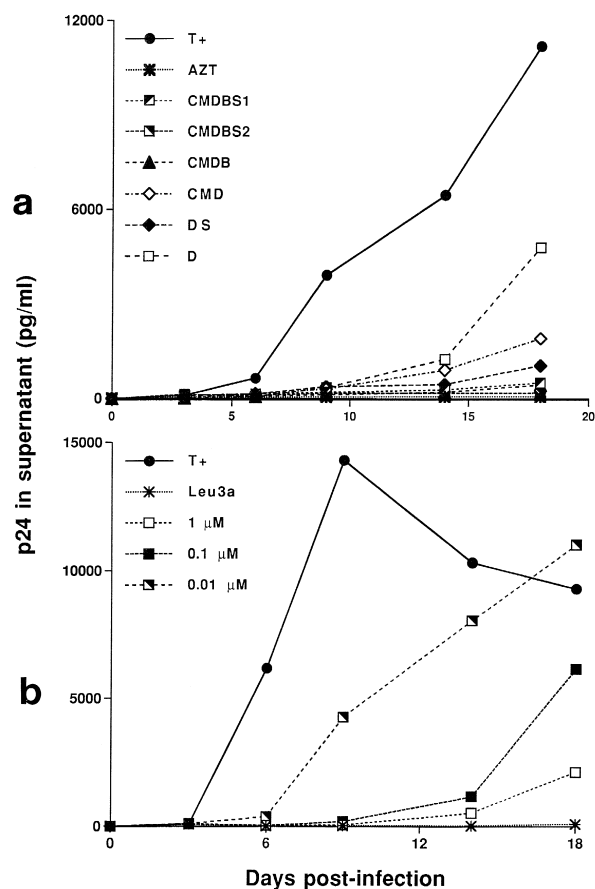 12000
T+
AZT
CMDBS1
CMDBS2
CMDB
CMD
DS
D
a
6000
0
0 5 10 15 20
p24 in supernatant (pg/ml)
15000
T+
Leu3a
1 μM
0.1 μM
0.01 μM
10000
5000
b
0
0 6 12 18
Days post-infection